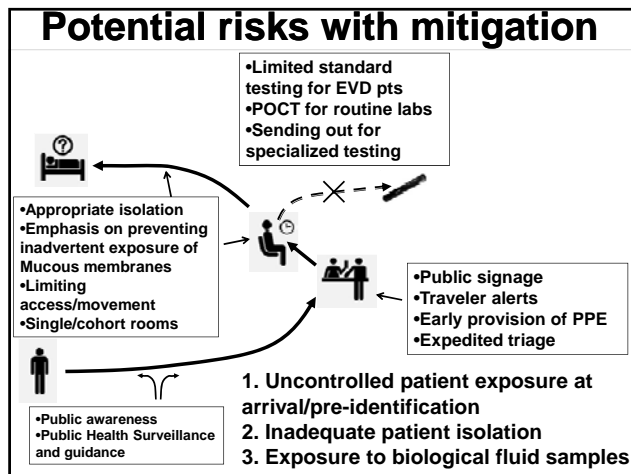 Potential risks with mitigation
•Limited standard
testing for EVD pts
•POCT for routine labs
•Sending out for
specialized testing
?
•Appropriate isolation
•Emphasis on preventing
inadvertent exposure of
Mucous membranes
•Limiting
access/movement
•Single/cohort rooms
•Public signage
•Traveler alerts
•Early provision of PPE
•Expedited triage
•Public awareness
•Public Health Surveillance
and guidance
1. Uncontrolled patient exposure at
arrival/pre-identification
2. Inadequate patient isolation
3. Exposure to biological fluid samples